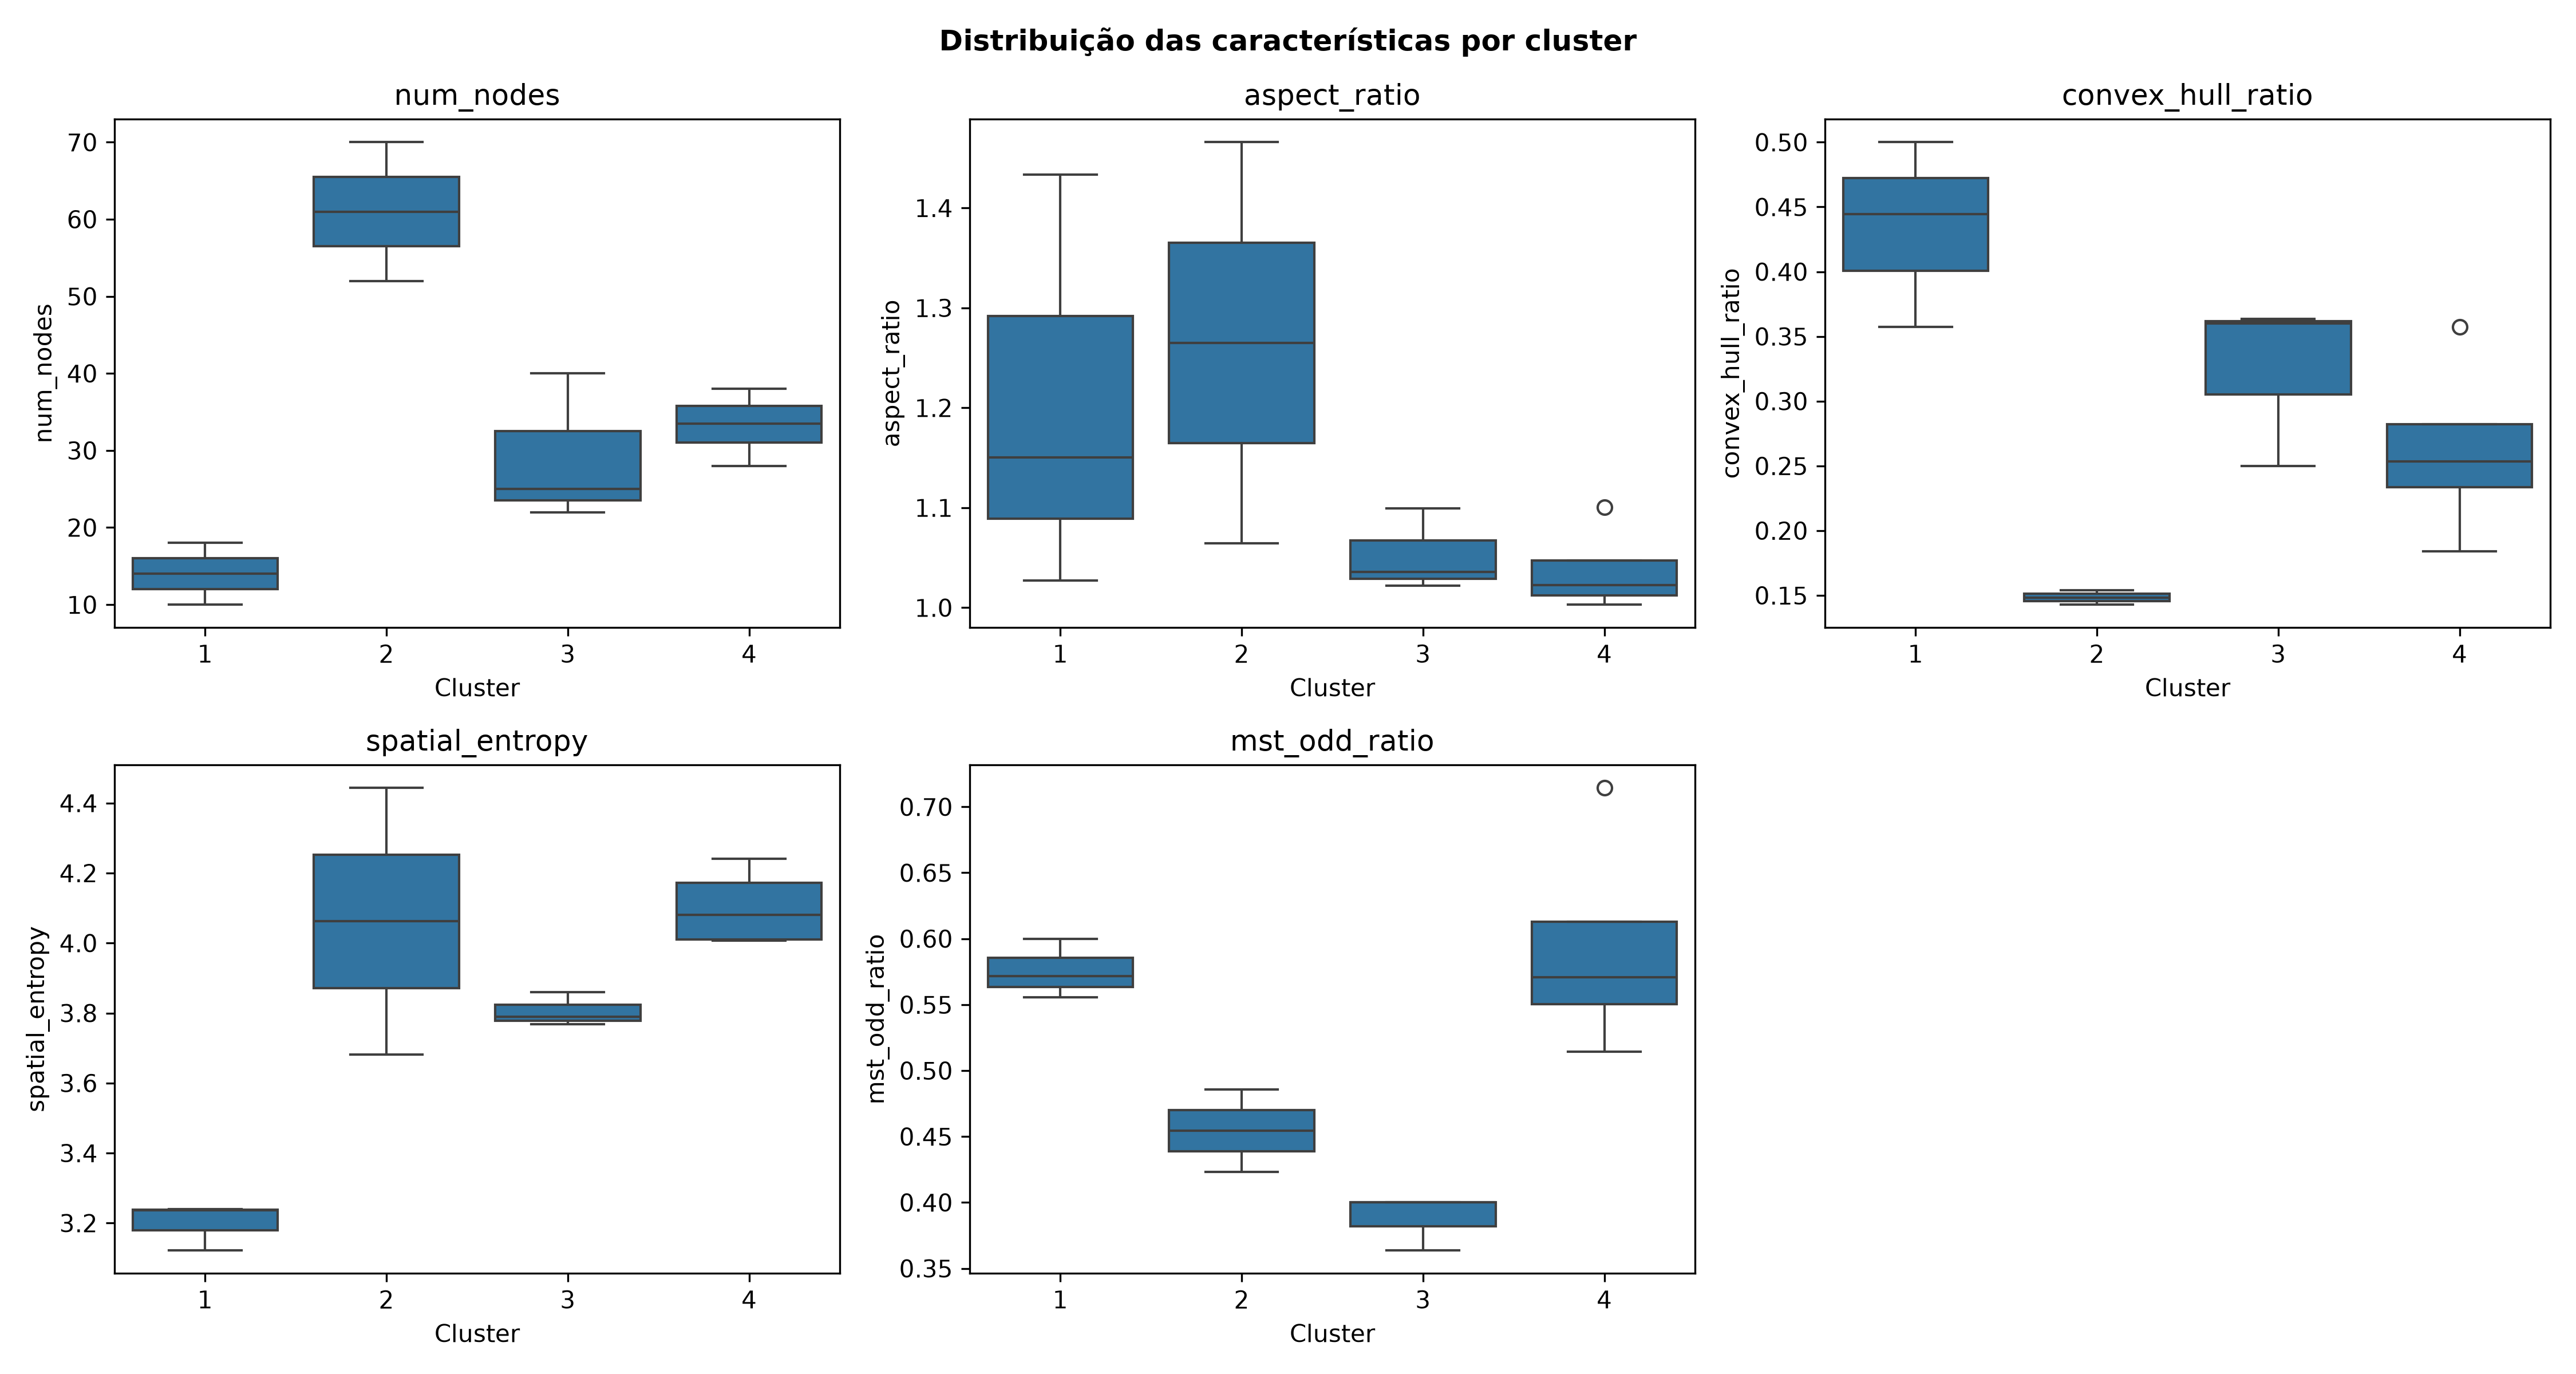 Distribuição das características por cluster
num_nodes
num_nodes
70
60
50
40
30
20
10
1 2 3 4
Cluster
aspect_ratio
aspect_ratio
1.4
1.3
1.2
1.1
1.0
1 2 3 4
Cluster
convex_hull_ratio
convex_hull_ratio
0.50
0.45
0.40
0.35
0.30
0.25
0.20
0.15
1 2 3 4
Cluster
spatial_entropy
spatial_entropy
4.4
4.2
4.0
3.8
3.6
3.4
3.2
1 2 3 4
Cluster
mst_odd_ratio
mst_odd_ratio
0.70
0.65
0.60
0.55
0.50
0.45
0.40
0.35
1 2 3 4
Cluster